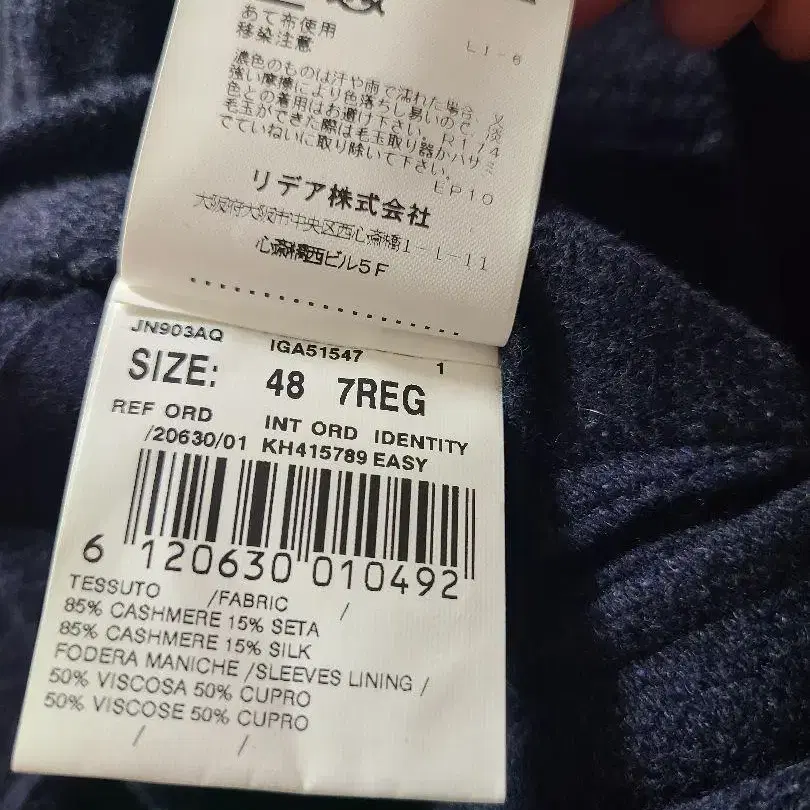 あて布使用
移染注意
LI-6
濃色のものは汗や雨で濡れた場合、又
強い摩擦により色落ちし易いので、淡
色との着用はお避け下さい。R174
毛玉ができた際は毛玉取り器かハサミ
でていねいに取り除いて下さい。
EP10
リデア株式会社
大阪府大阪市中央区西心斎橋1-L-11
心斎橋西ビル5F
JN903AQ IGA51547 1
SIZE: 48 7REG
REF ORD INT ORD IDENTITY
/20630/01 KH415789 EASY
6 120630 010492
TESSUTO /FABRIC /
85% CASHMERE 15% SETA
85% CASHMERE 15% SILK
FODERA MANICHE /SLEEVES LINING /
50% VISCOSA 50% CUPRO
50% VISCOSE 50% CUPRO
/ /